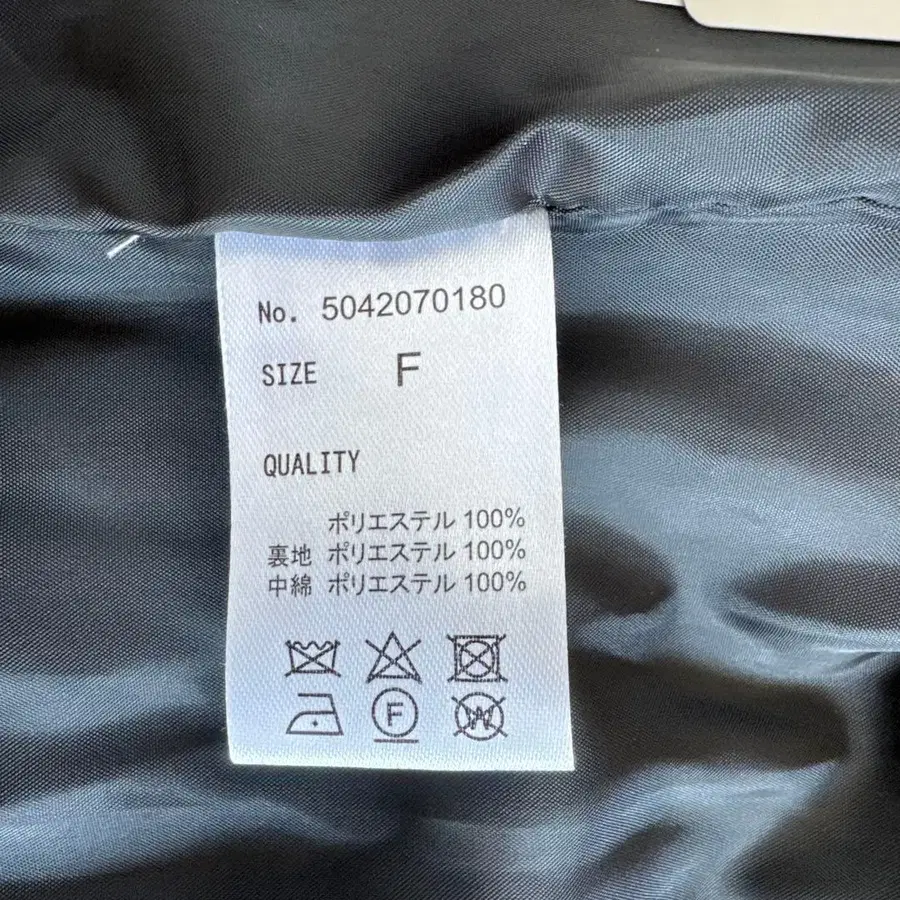 No. 5042070180
SIZE F
QUALITY
ポリエステル 100%
裏地 ポリエステル 100%
中綿 ポリエステル 100%
F
W